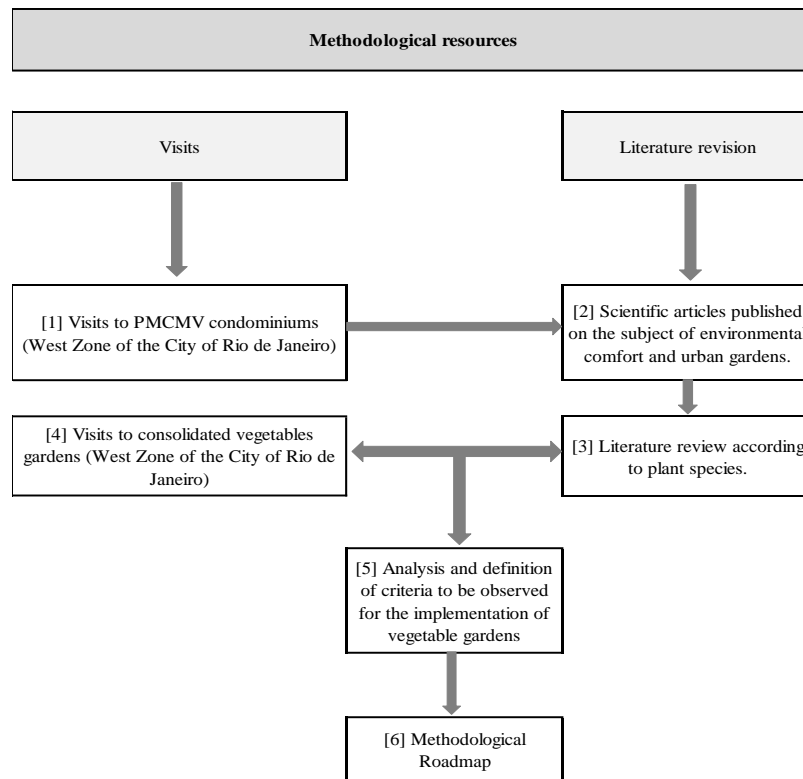 Methodological resources
Visits
Literature revision
[1] Visits to PMCMV condominiums
(West Zone of the City of Rio de Janeiro)
[2] Scientific articles published
on the subject of environmental
comfort and urban gardens.
[4] Visits to consolidated vegetables
gardens (West Zone of the City of Rio de
Janeiro)
[3] Literature review according
to plant species.
[5] Analysis and definition
of criteria to be observed
for the implementation of
vegetable gardens
[6] Methodological
Roadmap